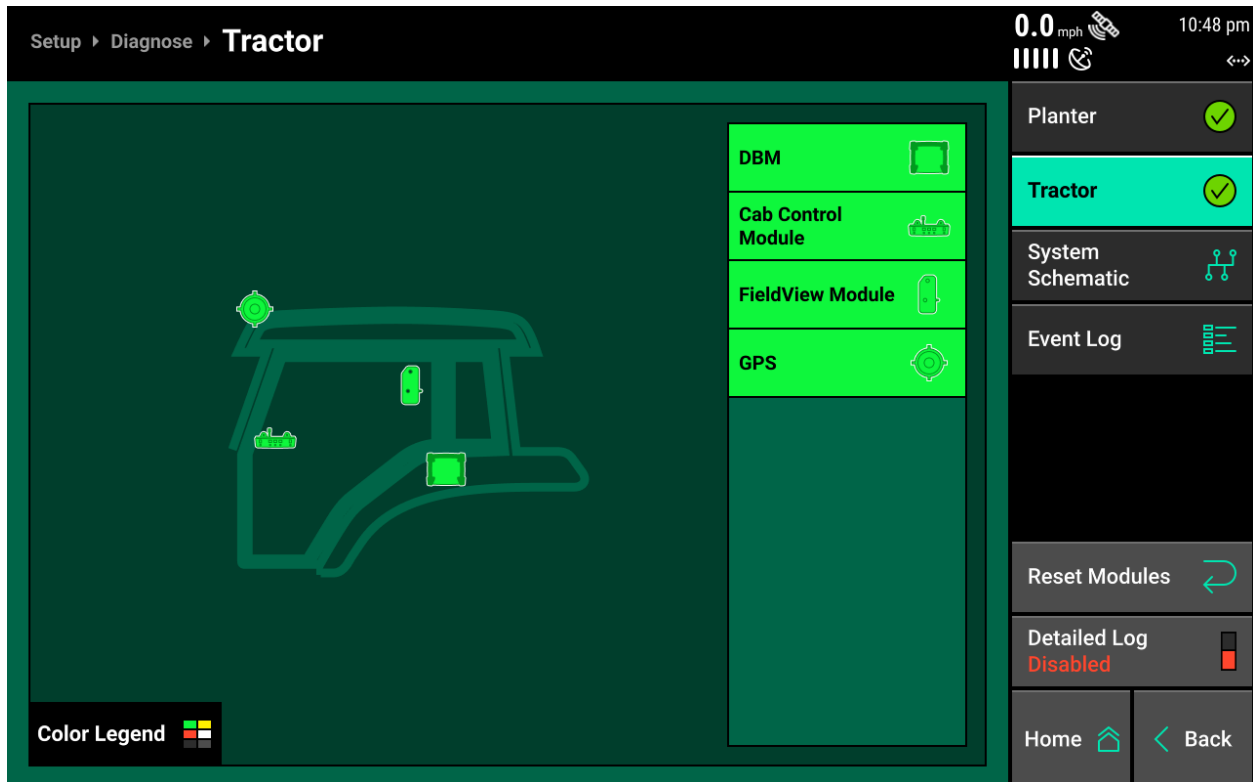 Setup ▸ Diagnose ▸ Tractor
0.0 mph
10:48 pm
DBM
Cab Control
Module
FieldView Module
GPS
Color Legend
Planter
Tractor
System
Schematic
Event Log
Reset Modules
Detailed Log
Disabled
Home
Back